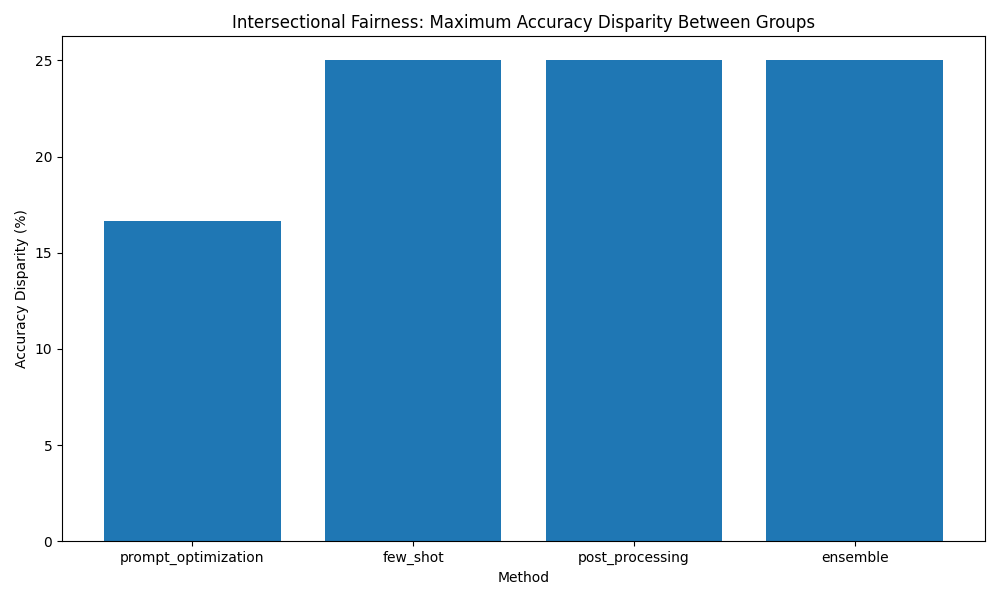 Intersectional Fairness: Maximum Accuracy Disparity Between Groups
Accuracy Disparity (%)
25
20
15
10
5
0
prompt_optimization
few_shot
post_processing
ensemble
Method